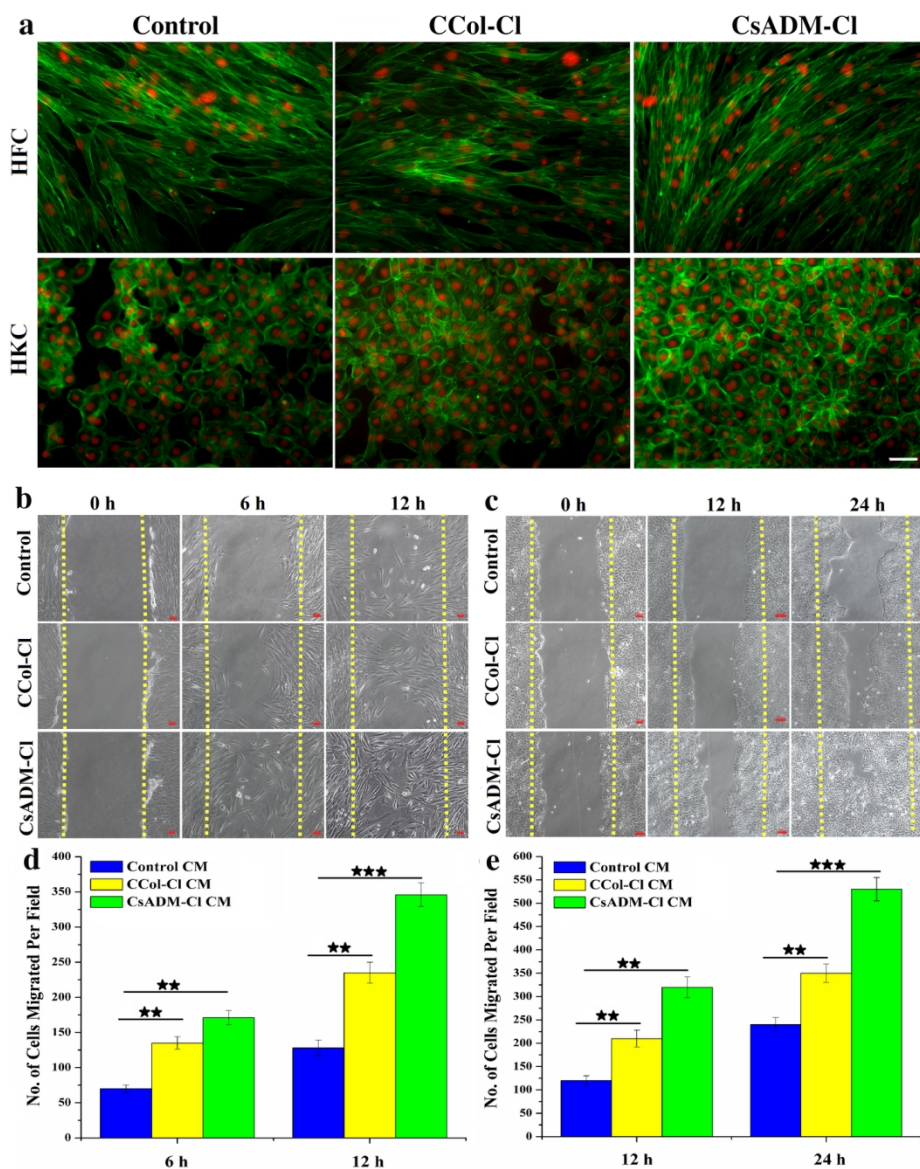 a
Control
CCol-Cl
CsADM-Cl
HFC
HKC
b
0 h
6 h
12 h
Control
CCol-Cl
CsADM-Cl
c
0 h
12 h
24 h
Control
CCol-Cl
CsADM-Cl
d
No. of Cells Migrated Per Field
400
350
300
250
200
150
100
50
0
Control CM
CCol-Cl CM
CsADM-Cl CM
★★
★★
★★
★★★
6 h
12 h
e
No. of Cells Migrated Per Field
600
550
500
450
400
350
300
250
200
150
100
50
0
Control CM
CCol-Cl CM
CsADM-Cl CM
★★
★★
★★
★★★
12 h
24 h